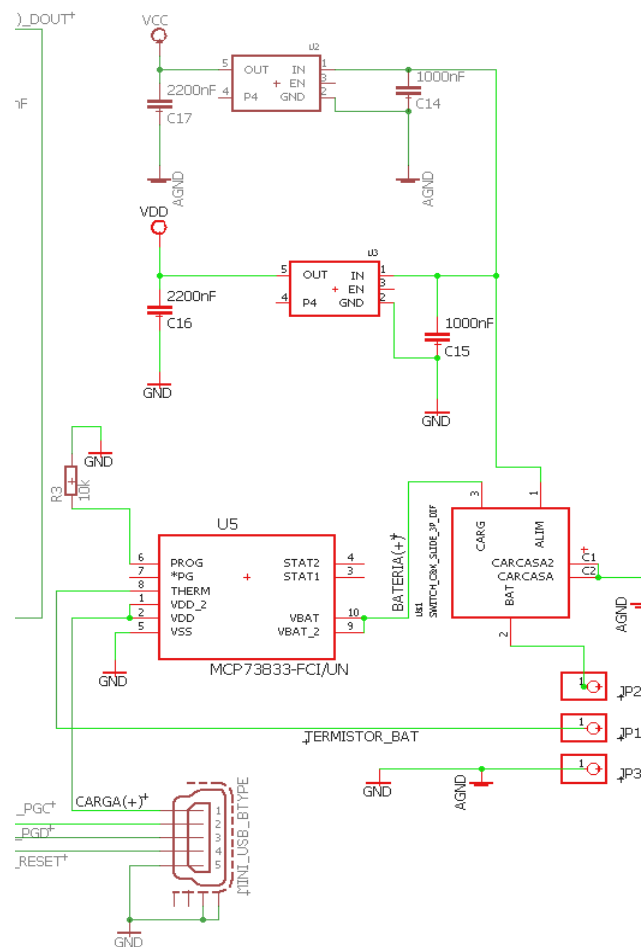 )_DOUT+
VCC
U2
5 OUT IN 1
EN 3
4 P4 GND 2
2200nF
C17
1000nF
C14
nF
AGND
AGND
VDD
U3
5 OUT IN 1
EN 3
4 P4 GND 2
2200nF
C16
1000nF
C15
GND
GND
GND
R3
10k
U5
6 PROG STAT2 4
7 *PG STAT1 3
8 THERM
1 VDD_2
2 VDD VBAT 10
5 VSS VBAT_2 9
MCP73833-FCI/UN
GND
BATERIA(+)
U$1
SWITCH_C&K_SLIDE_3P_DIF
3
CARG
1
ALIM
CARCASA2 C1
CARCASA C2
BAT
2
AGND
1 JP2
1 JP1
TERMISTOR_BAT
1 JP3
GND
AGND
CARGA(+)
_PGC
_PGD
_RESET
1
2
3
4
5
MINI_USB_BTYPE
GND